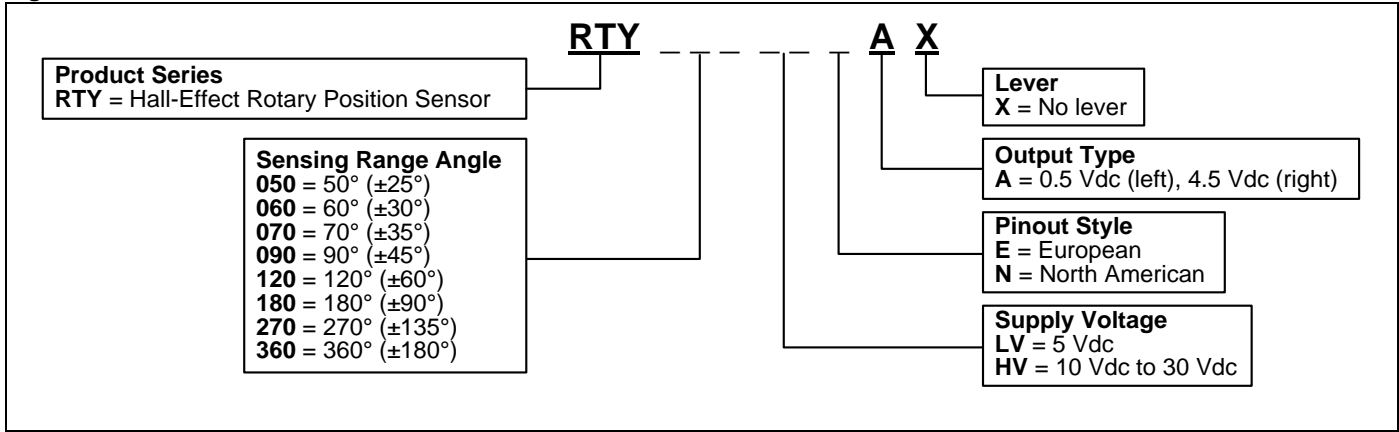 RTY _ _ _ _ _ _ A X
Product Series
RTY = Hall-Effect Rotary Position Sensor
Sensing Range Angle
050 = 50° (±25°)
060 = 60° (±30°)
070 = 70° (±35°)
090 = 90° (±45°)
120 = 120° (±60°)
180 = 180° (±90°)
270 = 270° (±135°)
360 = 360° (±180°)
Lever
X = No lever
Output Type
A = 0.5 Vdc (left), 4.5 Vdc (right)
Pinout Style
E = European
N = North American
Supply Voltage
LV = 5 Vdc
HV = 10 Vdc to 30 Vdc